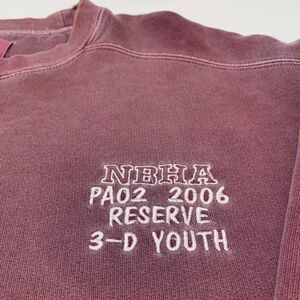 NBHA
PA02 2006
RESERVE
3-D YOUTH